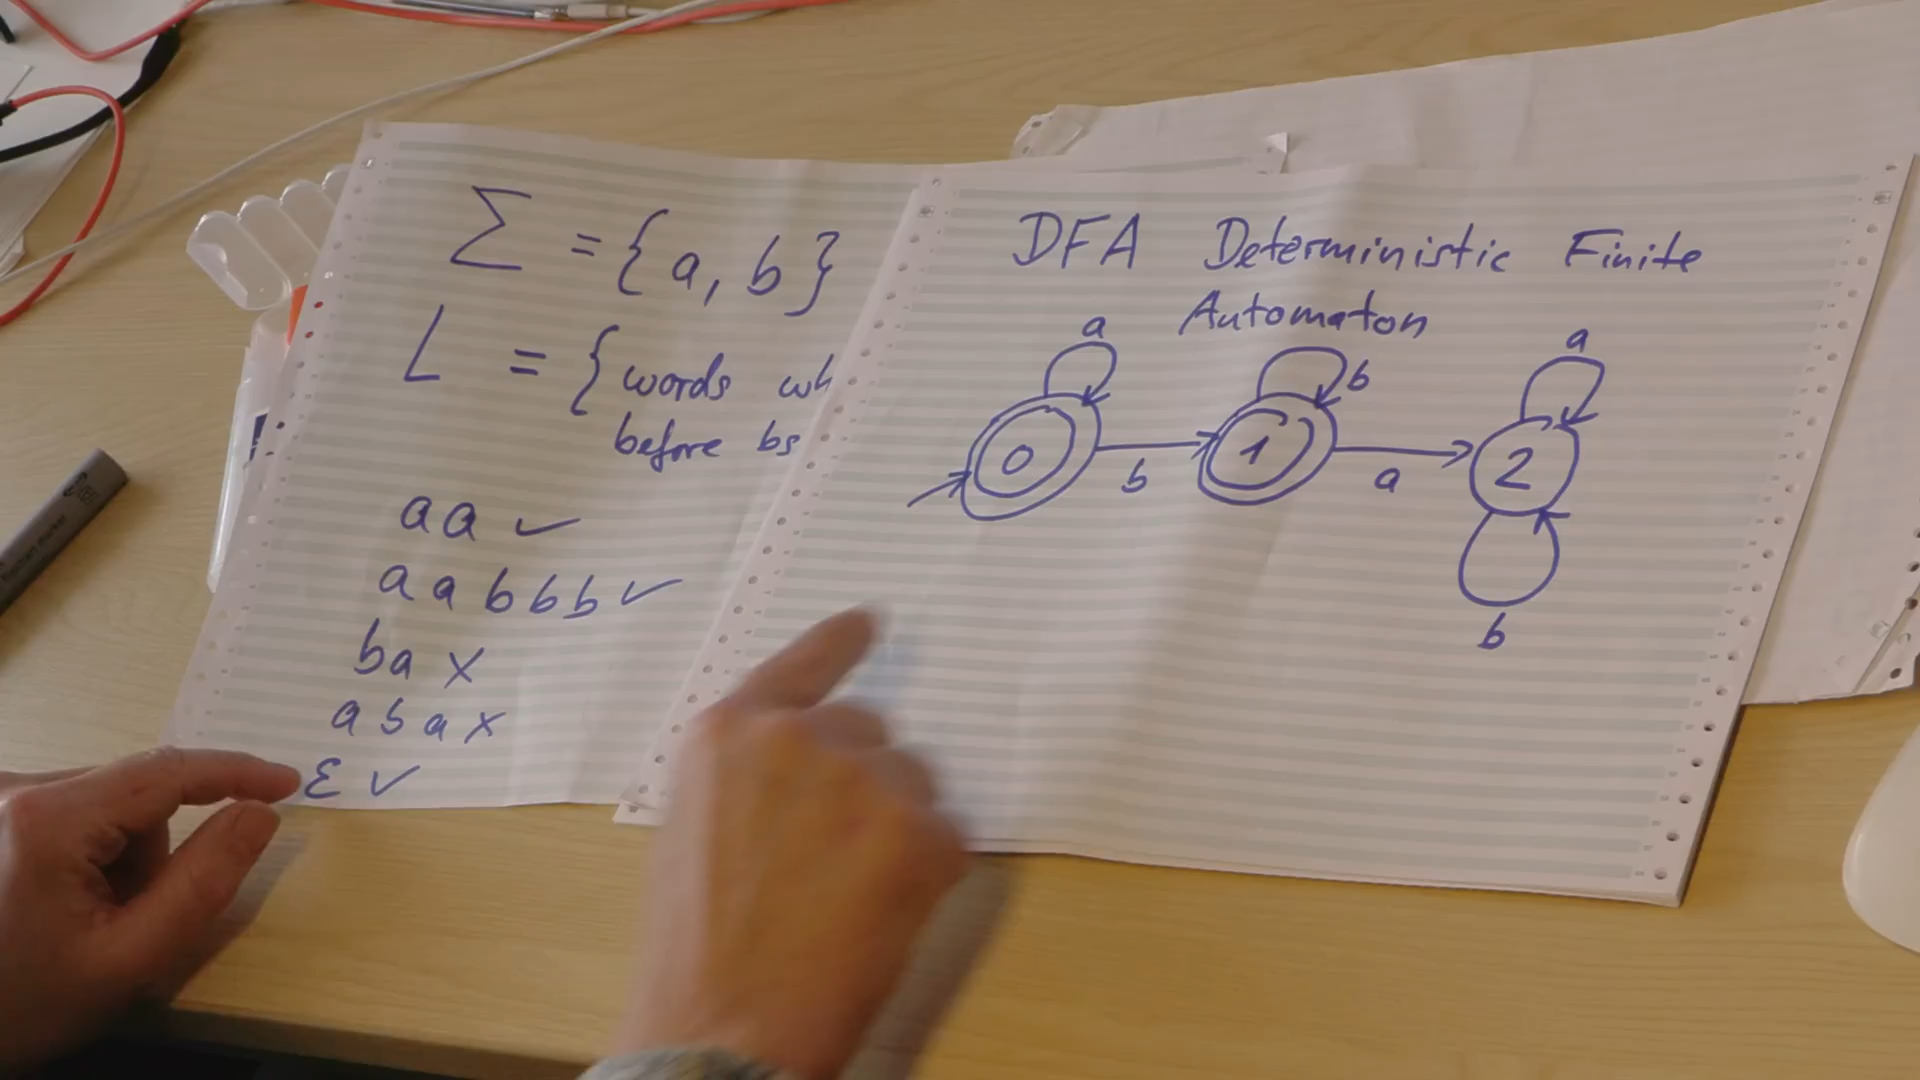 Σ = {a, b}
L = {words
before bs
aa ✓
aabbb ✓
ba x
aba x
ε ✓
DFA Deterministic Finite
Automaton
a
b
a
0
b
1
a
2
b